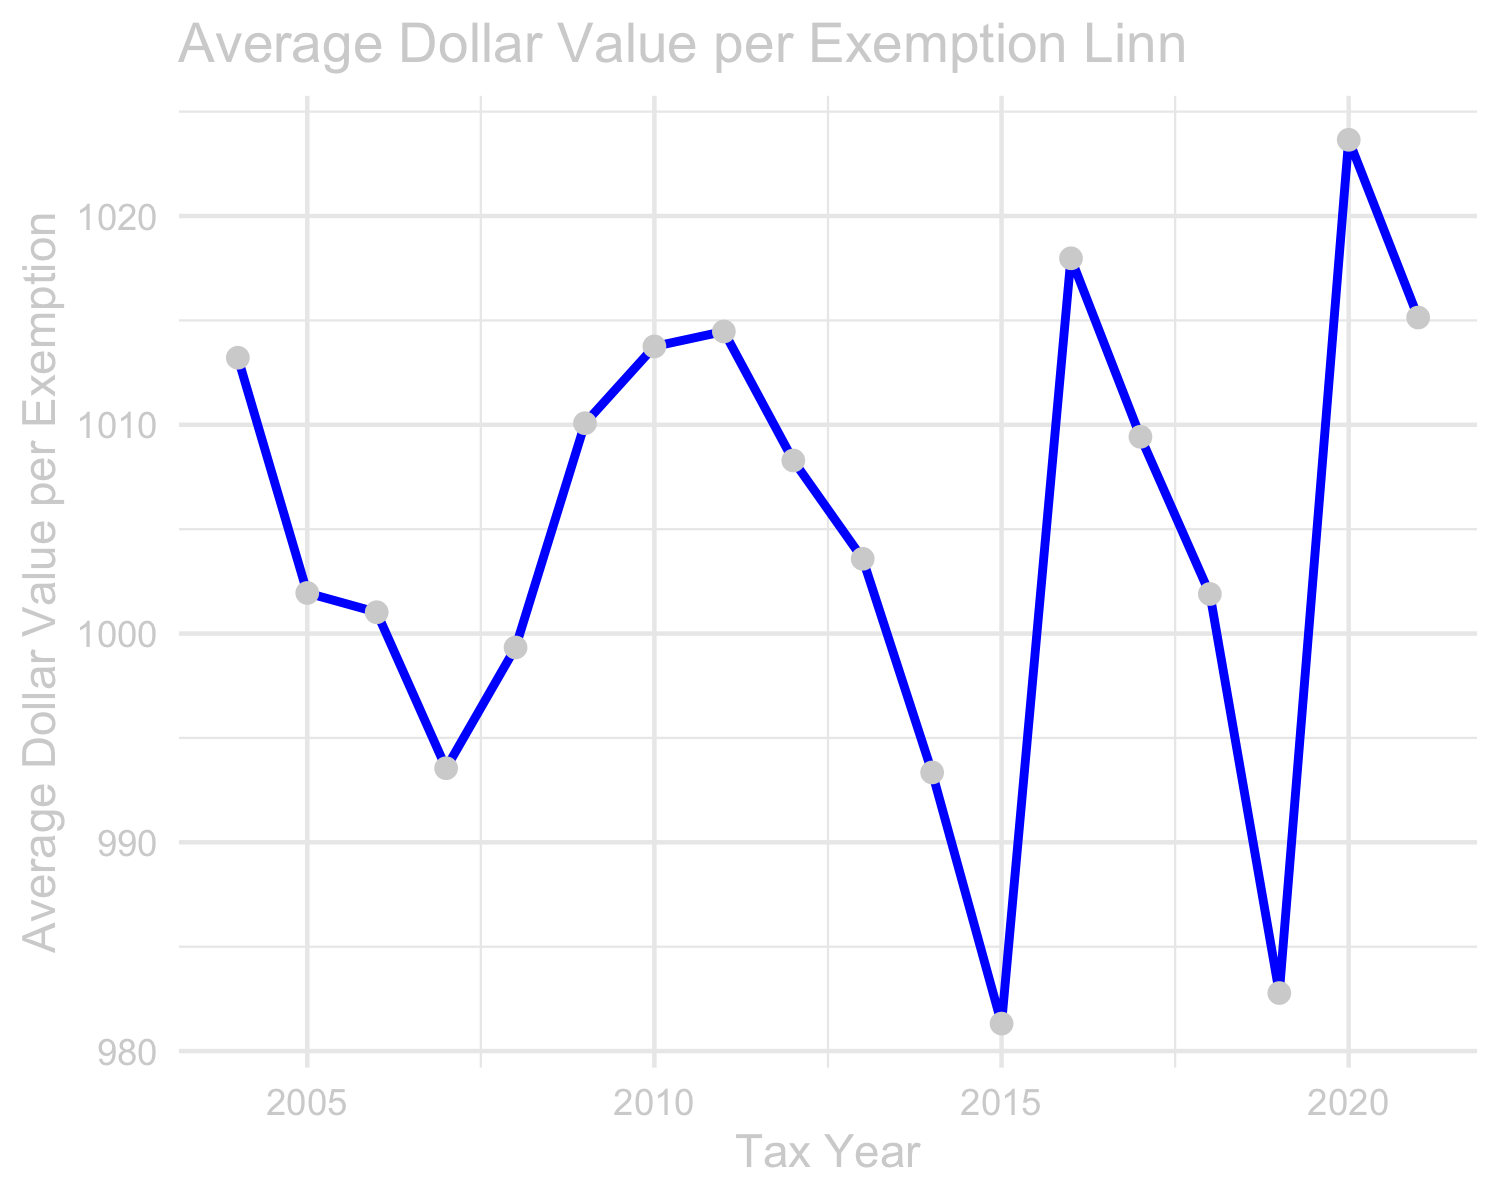 Average Dollar Value per Exemption Linn
Average Dollar Value per Exemption
1020
1010
1000
990
980
2005 2010 2015 2020
Tax Year